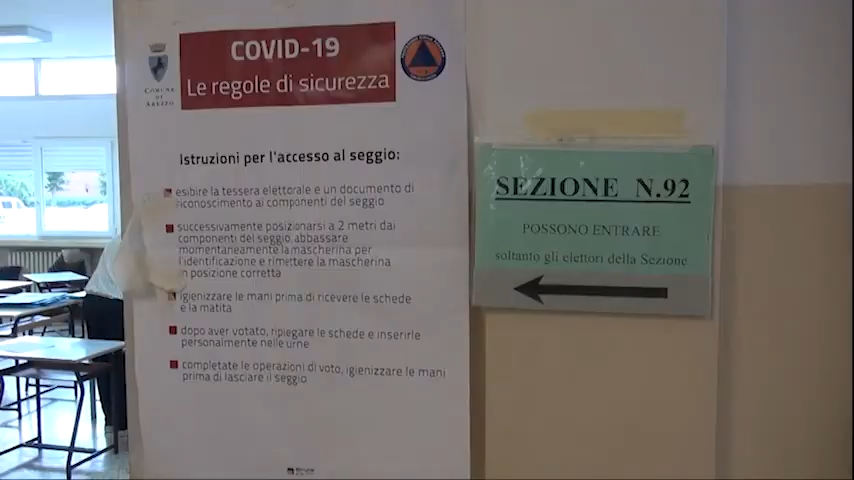 COVID-19
Le regole di sicurezza
COMUNE
DI
AREZZO
Istruzioni per l'accesso al seggio:
esibire la tessera elettorale e un documento di
riconoscimento ai componenti del seggio
successivamente posizionarsi a 2 metri dai
componenti del seggio, abbassare
momentaneamente la mascherina per
l'identificazione e rimettere la mascherina
in posizione corretta
igienizzare le mani prima di ricevere le schede
e la matita
dopo aver votato, ripiegare le schede e inserirle
personalmente nelle urne
completate le operazioni di voto, igienizzare le mani
prima di lasciare il seggio
SEZIONE N.92
POSSONO ENTRARE
soltanto gli elettori della Sezione